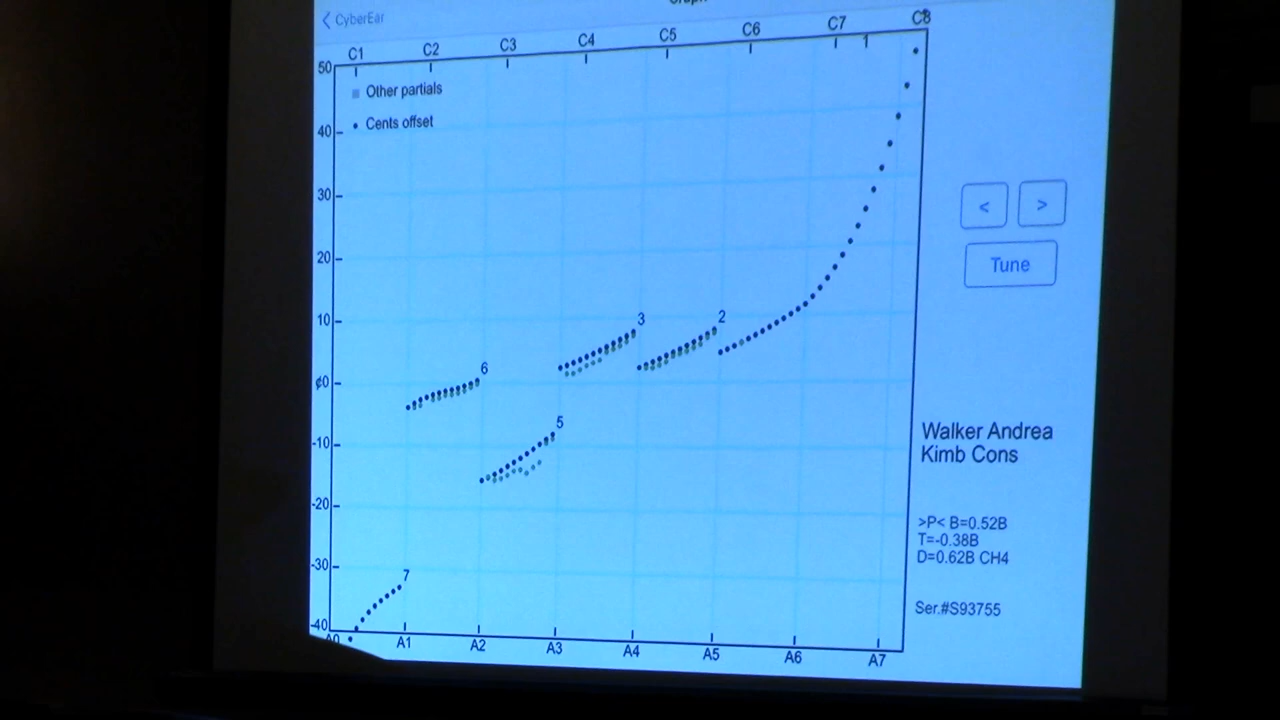 < CyberEar
C1 C2 C3 C4 C5 C6 C7 1 C8
50
Other partials
Cents offset
40
30
20
10
¢0
-10
-20
-30
-40
7
6
5
3
2
A0 A1 A2 A3 A4 A5 A6 A7
< >
Tune
Walker Andrea
Kimb Cons
>P< B=0.52B
T=-0.38B
D=0.62B CH4
Ser.#S93755